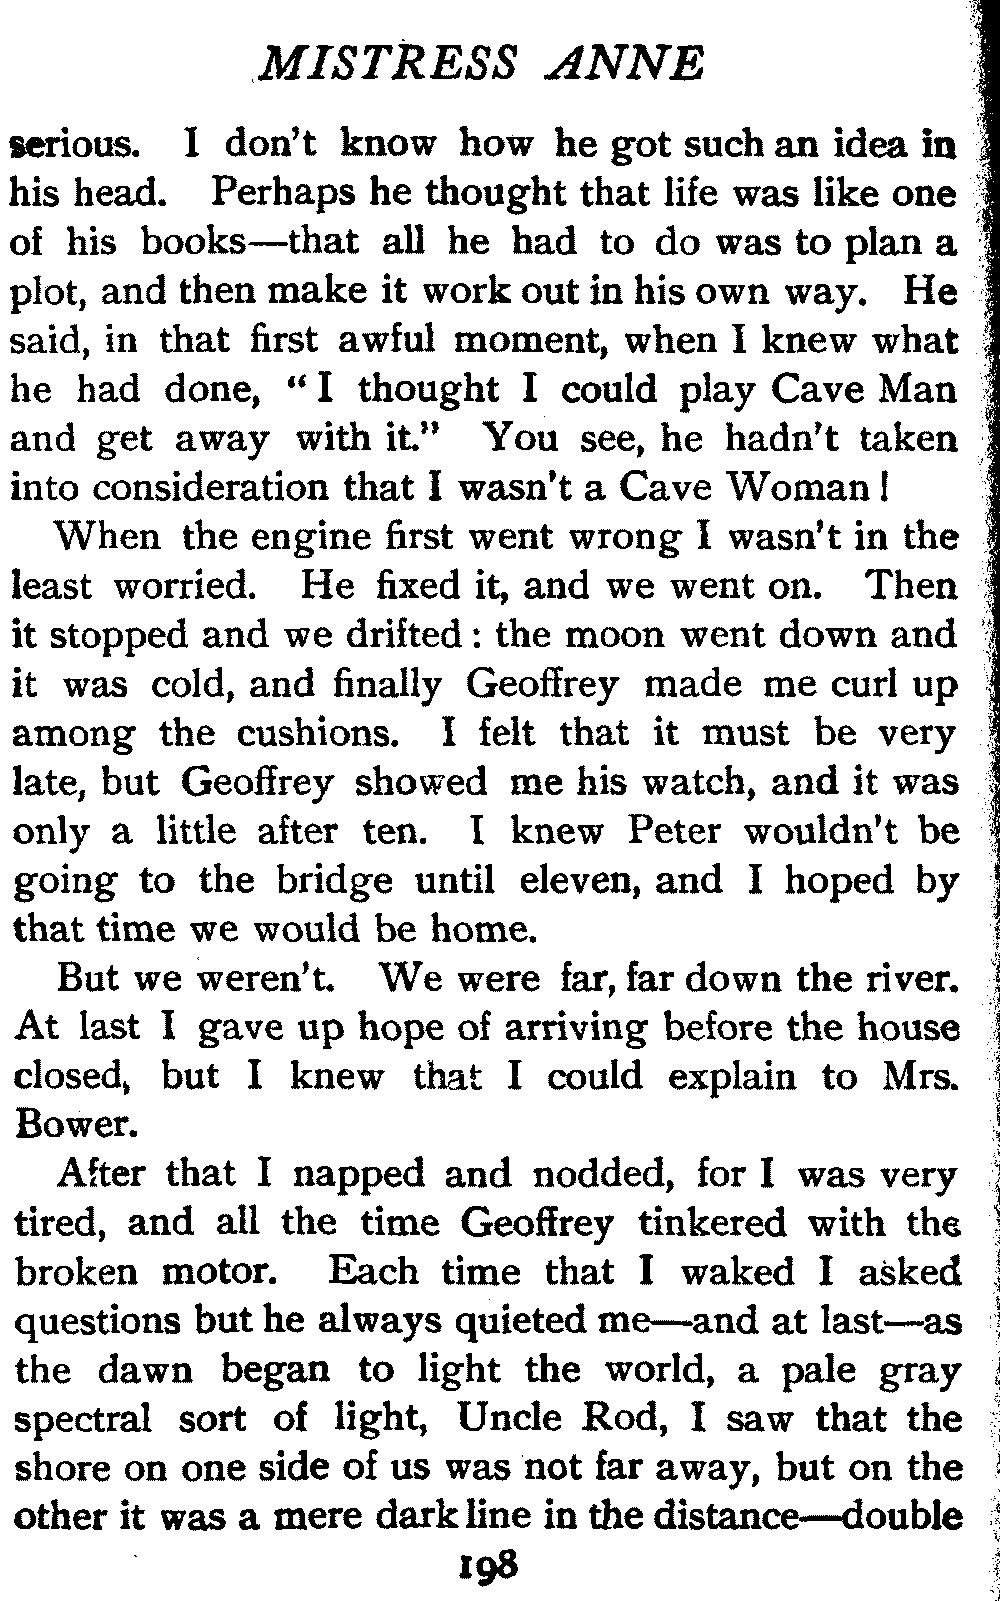 MISTRESS ANNE
serious. I don't know how he got such an idea in
his head. Perhaps he thought that life was like one
of his books—that all he had to do was to plan a
plot, and then make it work out in his own way. He
said, in that first awful moment, when I knew what
he had done, "I thought I could play Cave Man
and get away with it." You see, he hadn't taken
into consideration that I wasn't a Cave Woman!
When the engine first went wrong I wasn't in the
least worried. He fixed it, and we went on. Then
it stopped and we drifted: the moon went down and
it was cold, and finally Geoffrey made me curl up
among the cushions. I felt that it must be very
late, but Geoffrey showed me his watch, and it was
only a little after ten. I knew Peter wouldn't be
going to the bridge until eleven, and I hoped by
that time we would be home.
But we weren't. We were far, far down the river.
At last I gave up hope of arriving before the house
closed, but I knew that I could explain to Mrs.
Bower.
After that I napped and nodded, for I was very
tired, and all the time Geoffrey tinkered with the
broken motor. Each time that I waked I asked
questions but he always quieted me—and at last—as
the dawn began to light the world, a pale gray
spectral sort of light, Uncle Rod, I saw that the
shore on one side of us was not far away, but on the
other it was a mere dark line in the distance—double
198